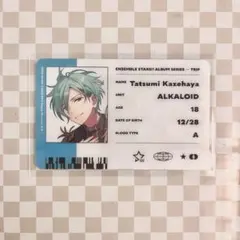 ENSEMBLE STARS!! ALBUM SERIES -- TRIP
NAME Tatsumi Kazehaya
UNIT ALKALOID
AGE 18
DATE OF BIRTH 12/28
BLOOD TYPE A